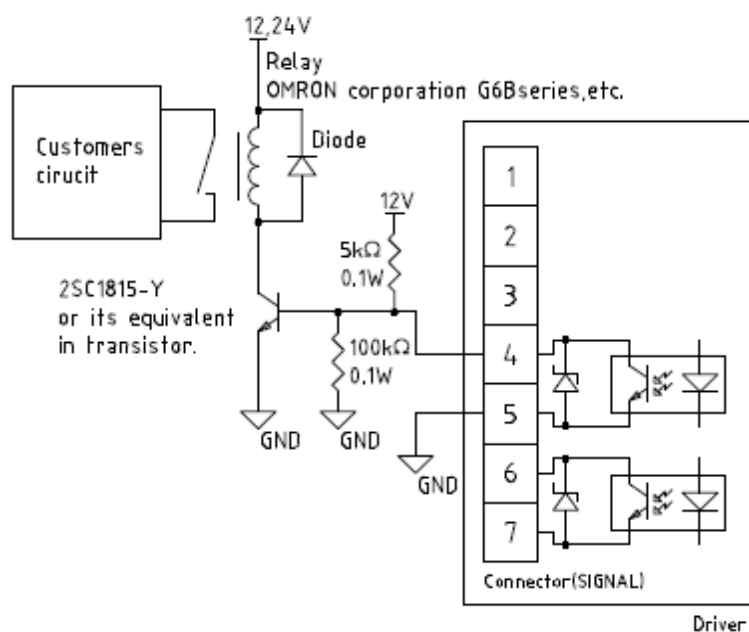 12,24V
Relay
OMRON corporation G6Bseries,etc.
Customers
cirucit
Diode
12V
5kΩ
0.1W
2SC1815-Y
or its equivalent
in transistor.
100kΩ
0.1W
GND
GND
GND
1
2
3
4
5
6
7
Connector(SIGNAL)
Driver